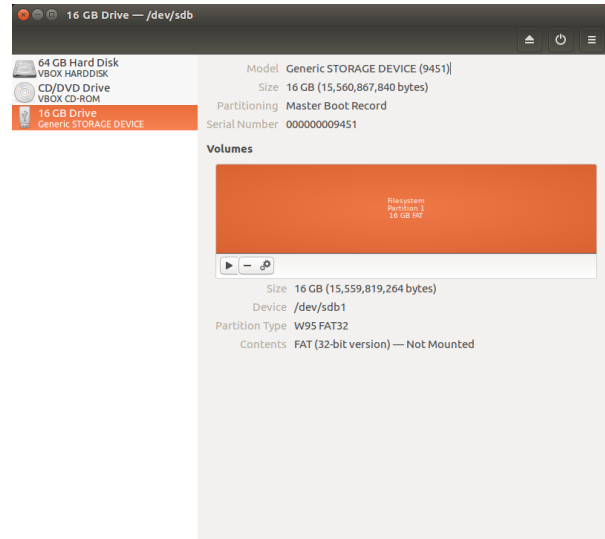 16 GB Drive — /dev/sdb
64 GB Hard Disk
VBOX HARDDISK
CD/DVD Drive
VBOX CD-ROM
16 GB Drive
Generic STORAGE DEVICE
Model Generic STORAGE DEVICE (9451)
Size 16 GB (15,560,867,840 bytes)
Partitioning Master Boot Record
Serial Number 000000009451
Volumes
Filesystem
Partition 1
16 GB FAT
Size 16 GB (15,559,819,264 bytes)
Device /dev/sdb1
Partition Type W95 FAT32
Contents FAT (32-bit version) — Not Mounted